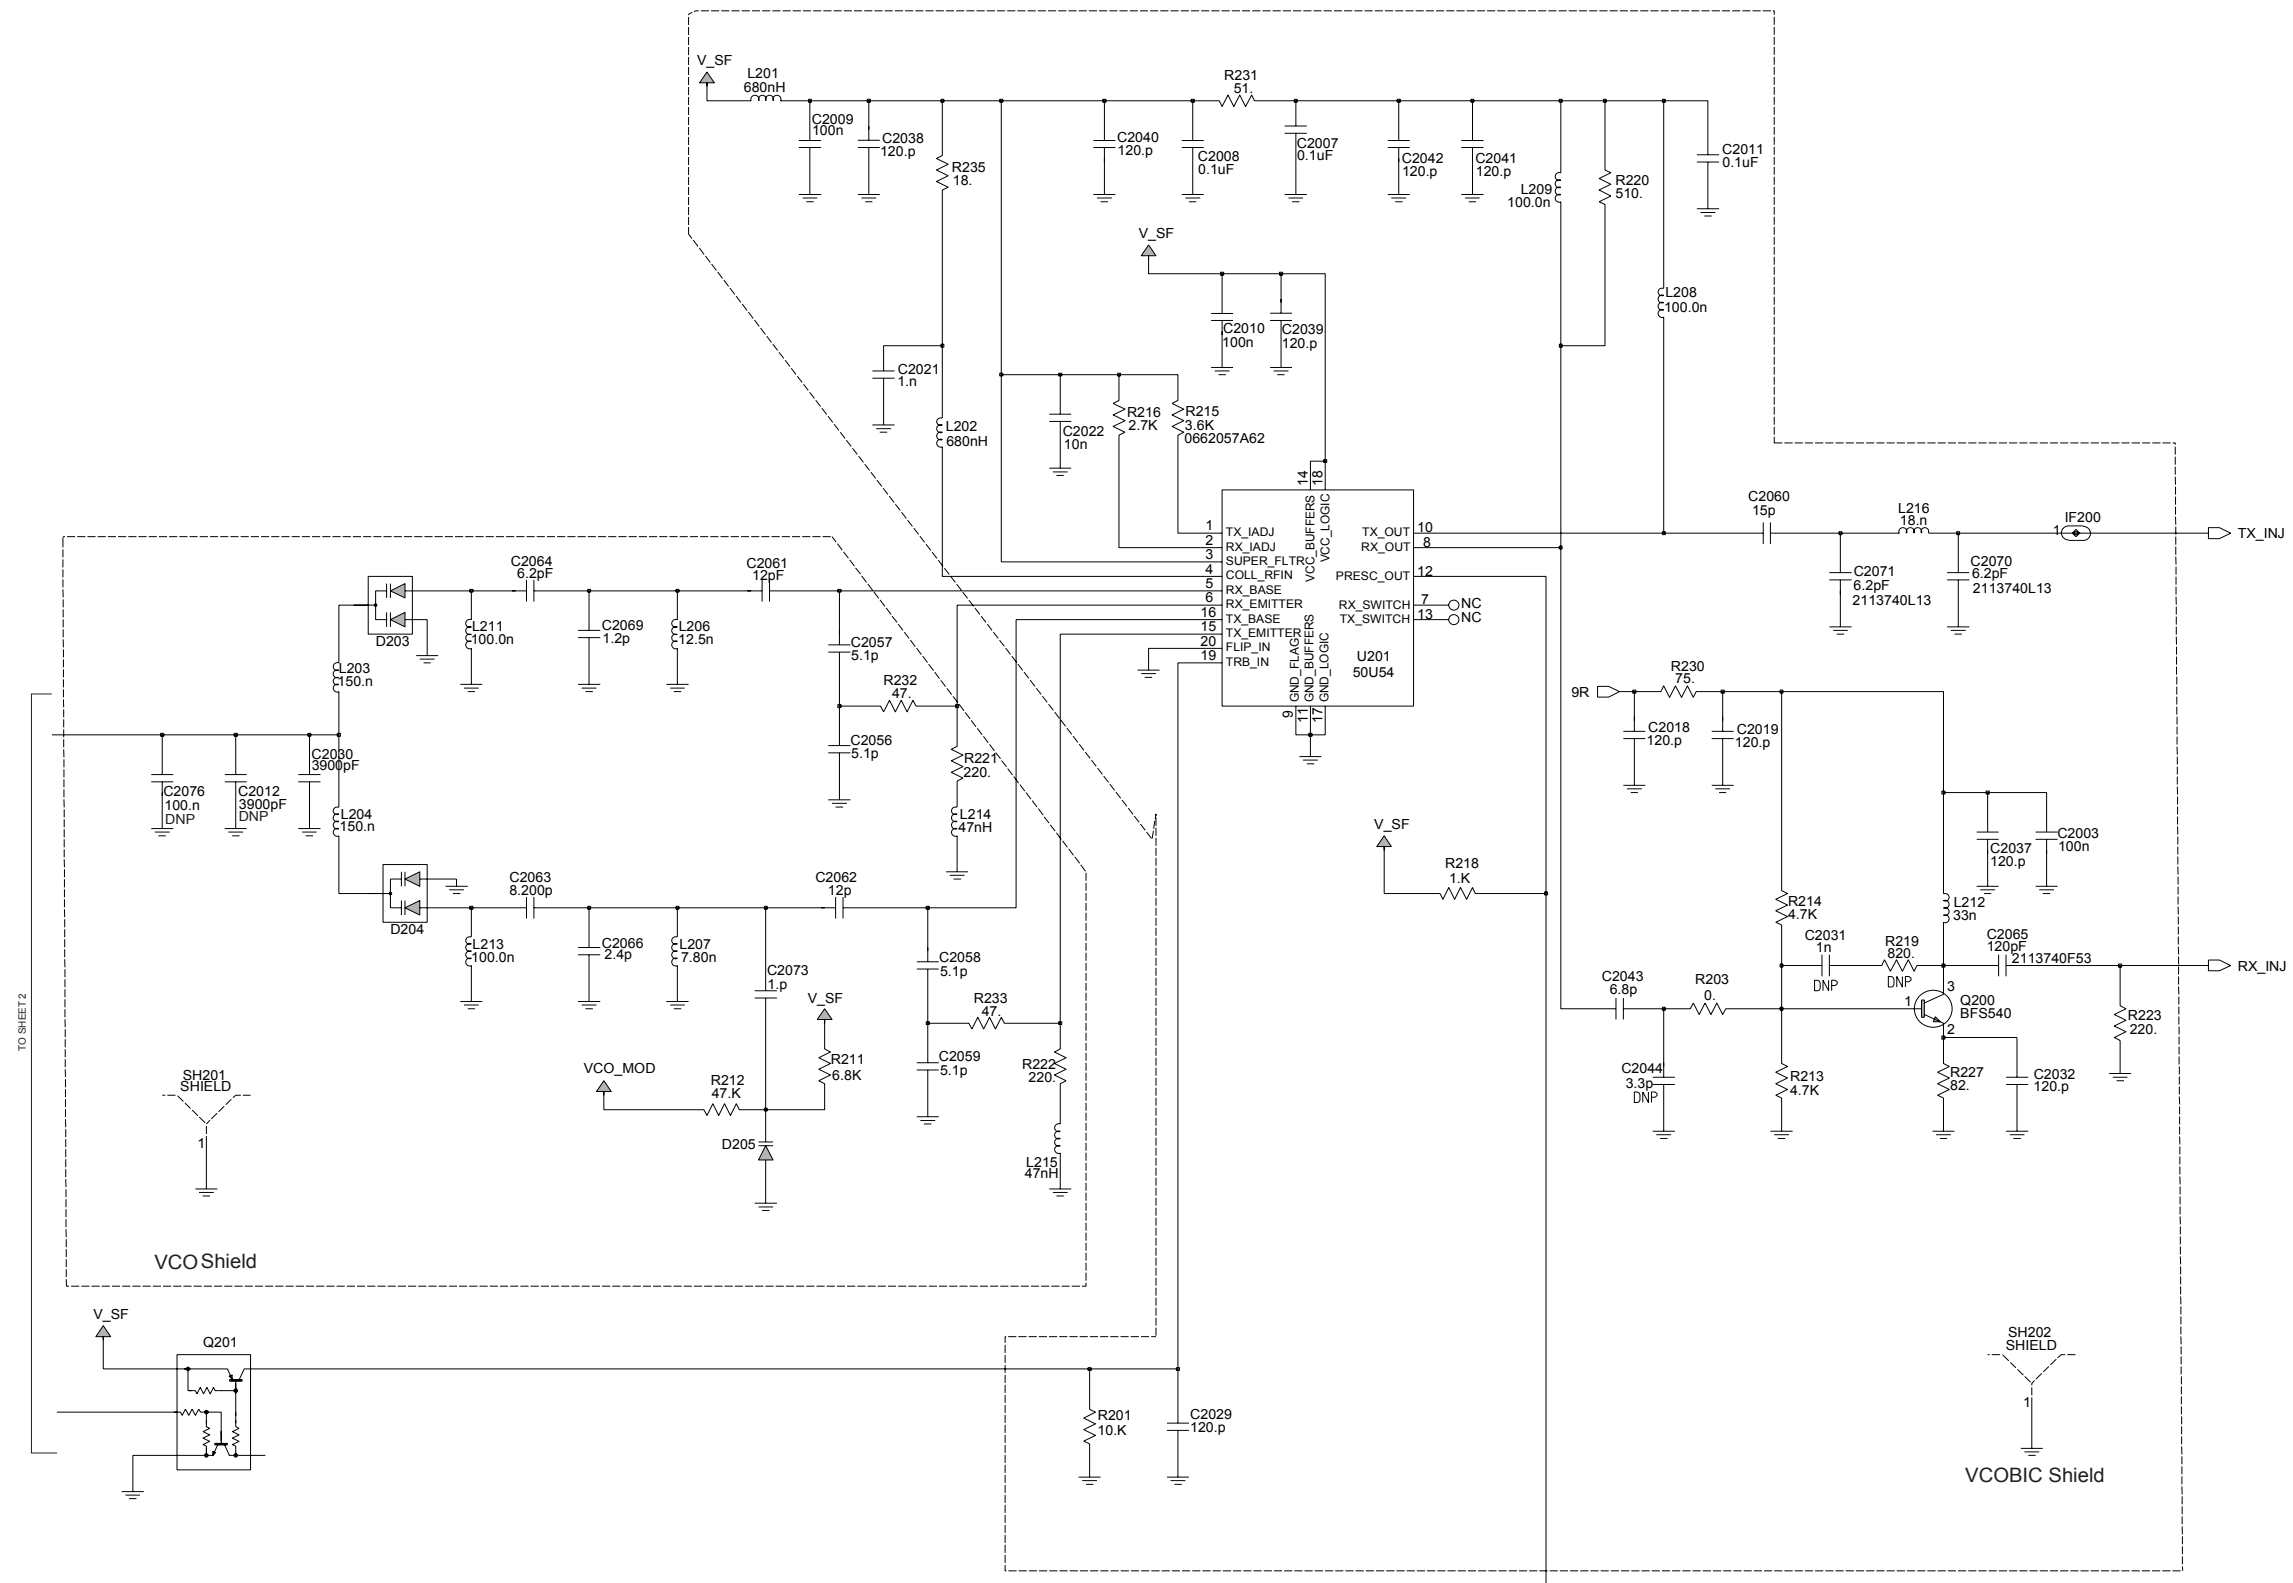 V_SF
L201
680nH
C2009
100n
C2038
120.p
R235
18.
C2040
120.p
C2008
0.1uF
R231
51.
C2007
0.1uF
C2042
120.p
C2041
120.p
L209
100.0n
R220
510.
C2011
0.1uF
V_SF
C2010
100n
C2039
120.p
L208
100.0n
C2021
1.n
L202
680nH
C2022
10n
R216
2.7K
R215
3.6K
0662057A62
14
18
VCC_BUFFERS
VCC_LOGIC
1 TX_IADJ
2 RX_IADJ
3 SUPER_FLTR
4 COLL_RFIN
5 RX_BASE
6 RX_EMITTER
16 TX_BASE
15 TX_EMITTER
20 FLIP_IN
19 TRB_IN
TX_OUT 10
RX_OUT 8
PRESC_OUT 12
RX_SWITCH 7 NC
TX_SWITCH 13 NC
GND_FLAG
GND_BUFFERS
GND_LOGIC
9
11
17
U201
50U54
C2060
15p
L216
18.n
IF200
1
TX_INJ
C2071
6.2pF
2113740L13
C2070
6.2pF
2113740L13
D203
C2064
6.2pF
C2061
12pF
L211
100.0n
C2069
1.2p
L206
12.5n
C2057
5.1p
L203
150.n
R232
47.
C2056
5.1p
R221
220.
L214
47nH
C2076
100.n
DNP
C2012
3900pF
DNP
C2030
3900pF
L204
150.n
D204
C2063
8.200p
C2062
12p
L213
100.0n
C2066
2.4p
L207
7.80n
C2073
1.p
V_SF
R211
6.8K
C2058
5.1p
R233
47.
C2059
5.1p
R222
220.
L215
47nH
VCO_MOD
R212
47.K
D205
SH201
SHIELD
1
VCO Shield
TO SHEET 2
9R
R230
75.
C2018
120.p
C2019
120.p
C2037
120.p
C2003
100n
V_SF
R218
1.K
R214
4.7K
L212
33n
C2031
1n
DNP
R219
820.
DNP
C2065
120pF
2113740F53
RX_INJ
C2043
6.8p
R203
0.
1
3
2
Q200
BFS540
R223
220.
C2044
3.3p
DNP
R213
4.7K
R227
82.
C2032
120.p
V_SF
Q201
R201
10.K
C2029
120.p
SH202
SHIELD
1
VCOBIC Shield